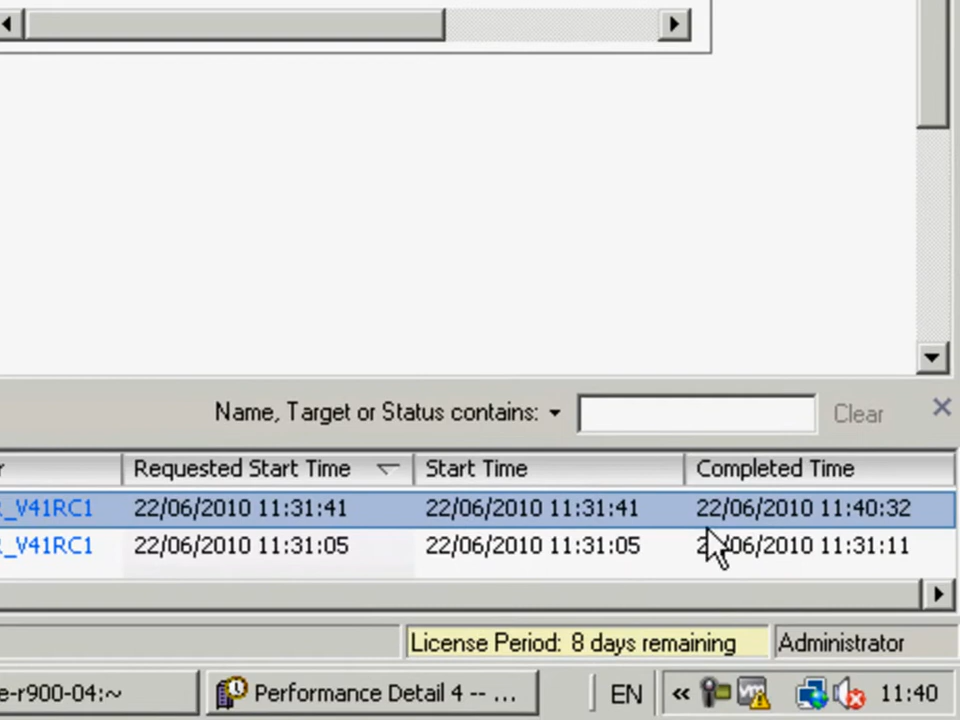 Name, Target or Status contains: Clear
Requested Start Time Start Time Completed Time
_V41RC1 22/06/2010 11:31:41 22/06/2010 11:31:41 22/06/2010 11:40:32
_V41RC1 22/06/2010 11:31:05 22/06/2010 11:31:05 /06/2010 11:31:11
License Period: 8 days remaining Administrator
e-r900-04:~ Performance Detail 4 -- ... EN « 11:40